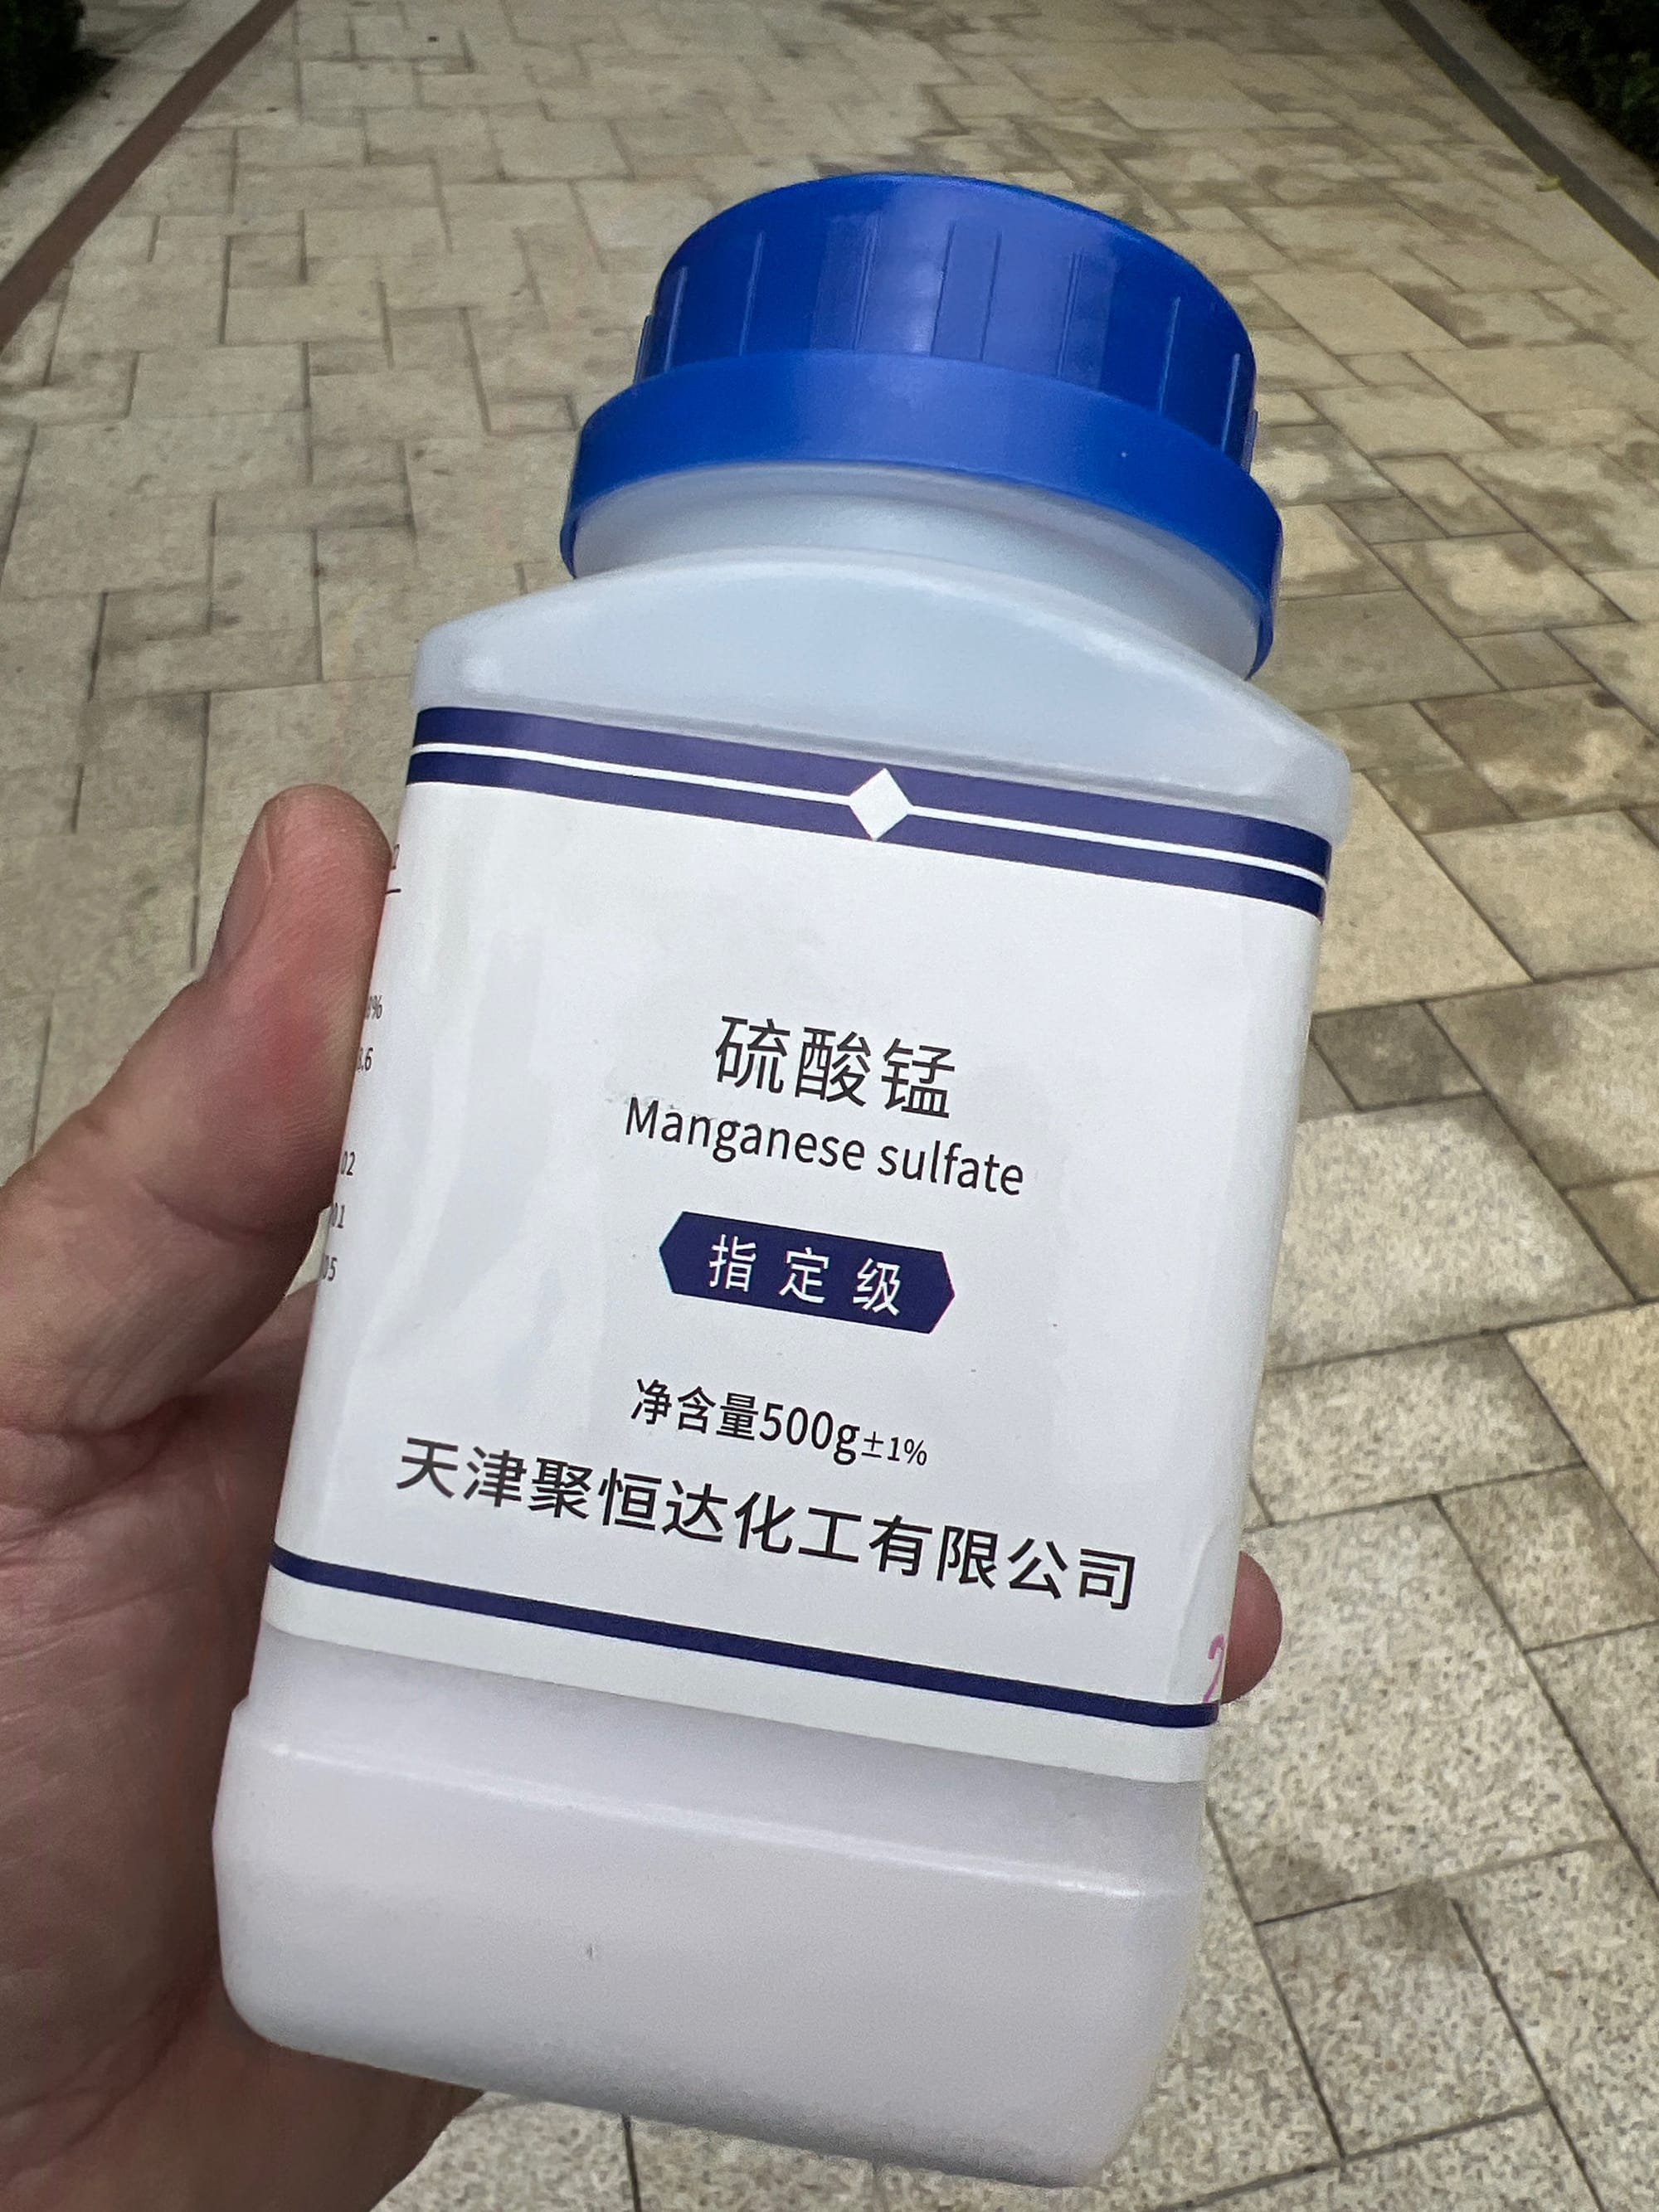 硫酸锰
Manganese sulfate
指定级
净含量500g±1%
天津聚恒达化工有限公司